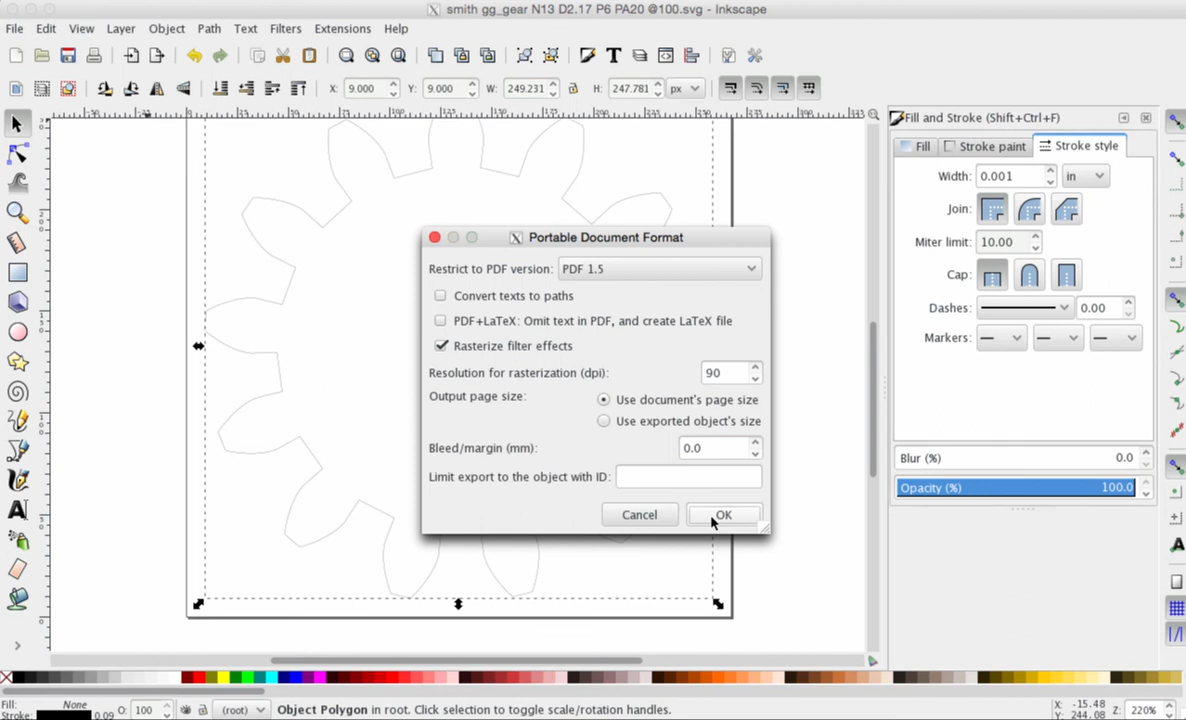 smith gg_gear N13 D2.17 P6 PA20 @100.svg - Inkscape
File Edit View Layer Object Path Text Filters Extensions Help
X: 9.000 Y: 9.000 W: 249.231 H: 247.781 px
Fill and Stroke (Shift+Ctrl+F)
Fill Stroke paint Stroke style
Width: 0.001 in
Join:
Miter limit: 10.00
Cap:
Dashes: 0.00
Markers:
Blur (%) 0.0
Opacity (%) 100.0
Portable Document Format
Restrict to PDF version: PDF 1.5
Convert texts to paths
PDF+LaTeX: Omit text in PDF, and create LaTeX file
Rasterize filter effects
Resolution for rasterization (dpi): 90
Output page size: Use document's page size
Use exported object's size
Bleed/margin (mm): 0.0
Limit export to the object with ID:
Cancel OK
Fill: None
Stroke: 0.09
O: 100 (root) Object Polygon in root. Click selection to toggle scale/rotation handles.
X: -15.48
Y: 244.08
Z: 220%